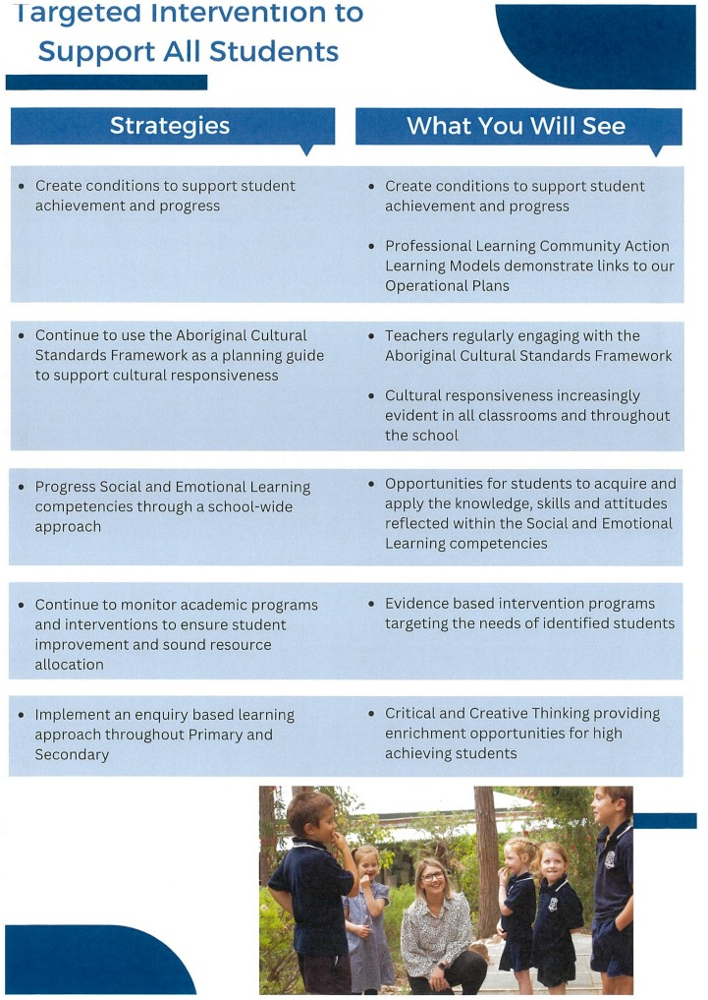 Targeted Intervention to
Support All Students
Strategies
What You Will See
• Create conditions to support student
achievement and progress
• Create conditions to support student
achievement and progress
• Professional Learning Community Action
Learning Models demonstrate links to our
Operational Plans
• Continue to use the Aboriginal Cultural
Standards Framework as a planning guide
to support cultural responsiveness
• Teachers regularly engaging with the
Aboriginal Cultural Standards Framework
• Cultural responsiveness increasingly
evident in all classrooms and throughout
the school
• Progress Social and Emotional Learning
competencies through a school-wide
approach
• Opportunities for students to acquire and
apply the knowledge, skills and attitudes
reflected within the Social and Emotional
Learning competencies
• Continue to monitor academic programs
and interventions to ensure student
improvement and sound resource
allocation
• Evidence based intervention programs
targeting the needs of identified students
• Implement an enquiry based learning
approach throughout Primary and
Secondary
• Critical and Creative Thinking providing
enrichment opportunities for high
achieving students